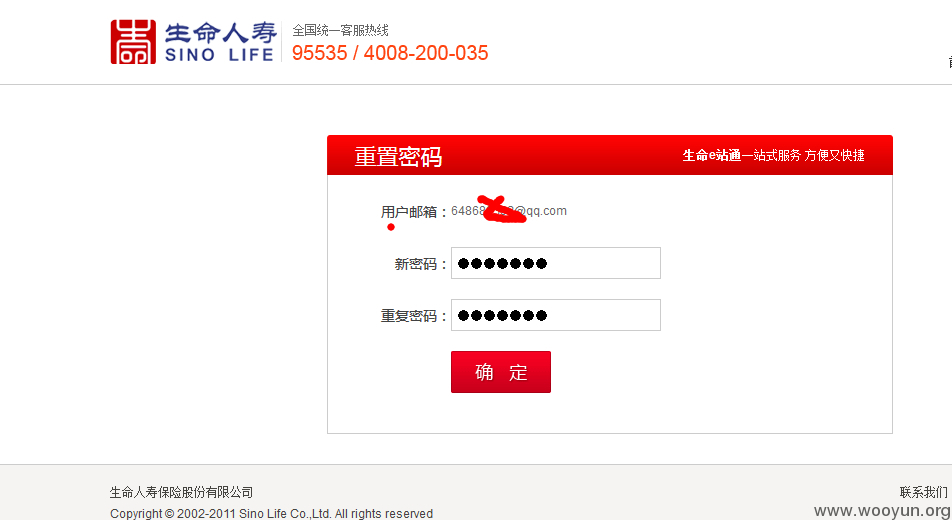 生命人寿
SINO LIFE
全国统一客服热线
95535 / 4008-200-035
重置密码
生命e站通一站式服务 方便又快捷
用户邮箱：6486 @qq.com
新密码：●●●●●●●
重复密码：●●●●●●●
确 定
生命人寿保险股份有限公司
联系我们
Copyright © 2002-2011 Sino Life Co.,Ltd. All rights reserved
www.wooyun.org